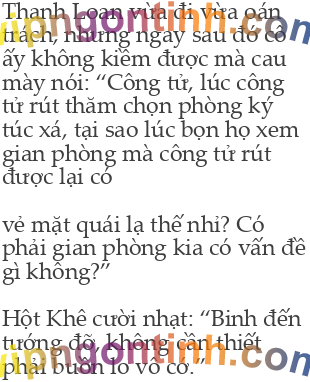 Thanh Loan vừa đi vừa oán
trách, nhưng ngay sau đó cô
ấy không kiềm được mà cau
mày nói: “Công tử, lúc công
tử rút thăm chọn phòng ký
túc xá, tại sao lúc bọn họ xem
gian phòng mà công tử rút
được lại có
vẻ mặt quái lạ thế nhỉ? Có
phải gian phòng kia có vấn đề
gì không?”
Hột Khê cười nhạt: “Binh đến
tướng đỡ, không cần thiết
phải buồn lo vô cớ.”
vipngontinh.com
vipngontinh.com